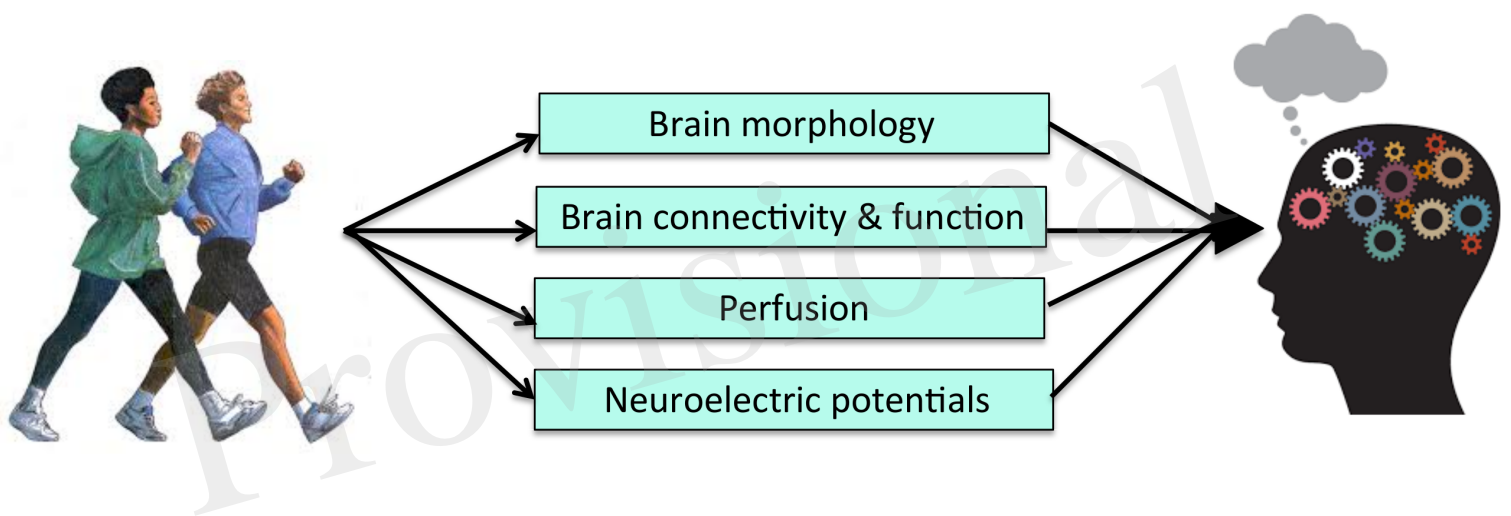 Brain morphology
Brain connectivity & function
Perfusion
Neuroelectric potentials
Provisional